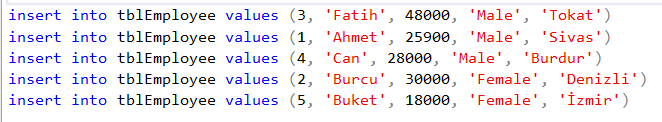 insert into tblEmployee values (3, 'Fatih', 48000, 'Male', 'Tokat')
insert into tblEmployee values (1, 'Ahmet', 25900, 'Male', 'Sivas')
insert into tblEmployee values (4, 'Can', 28000, 'Male', 'Burdur')
insert into tblEmployee values (2, 'Burcu', 30000, 'Female', 'Denizli')
insert into tblEmployee values (5, 'Buket', 18000, 'Female', 'İzmir')